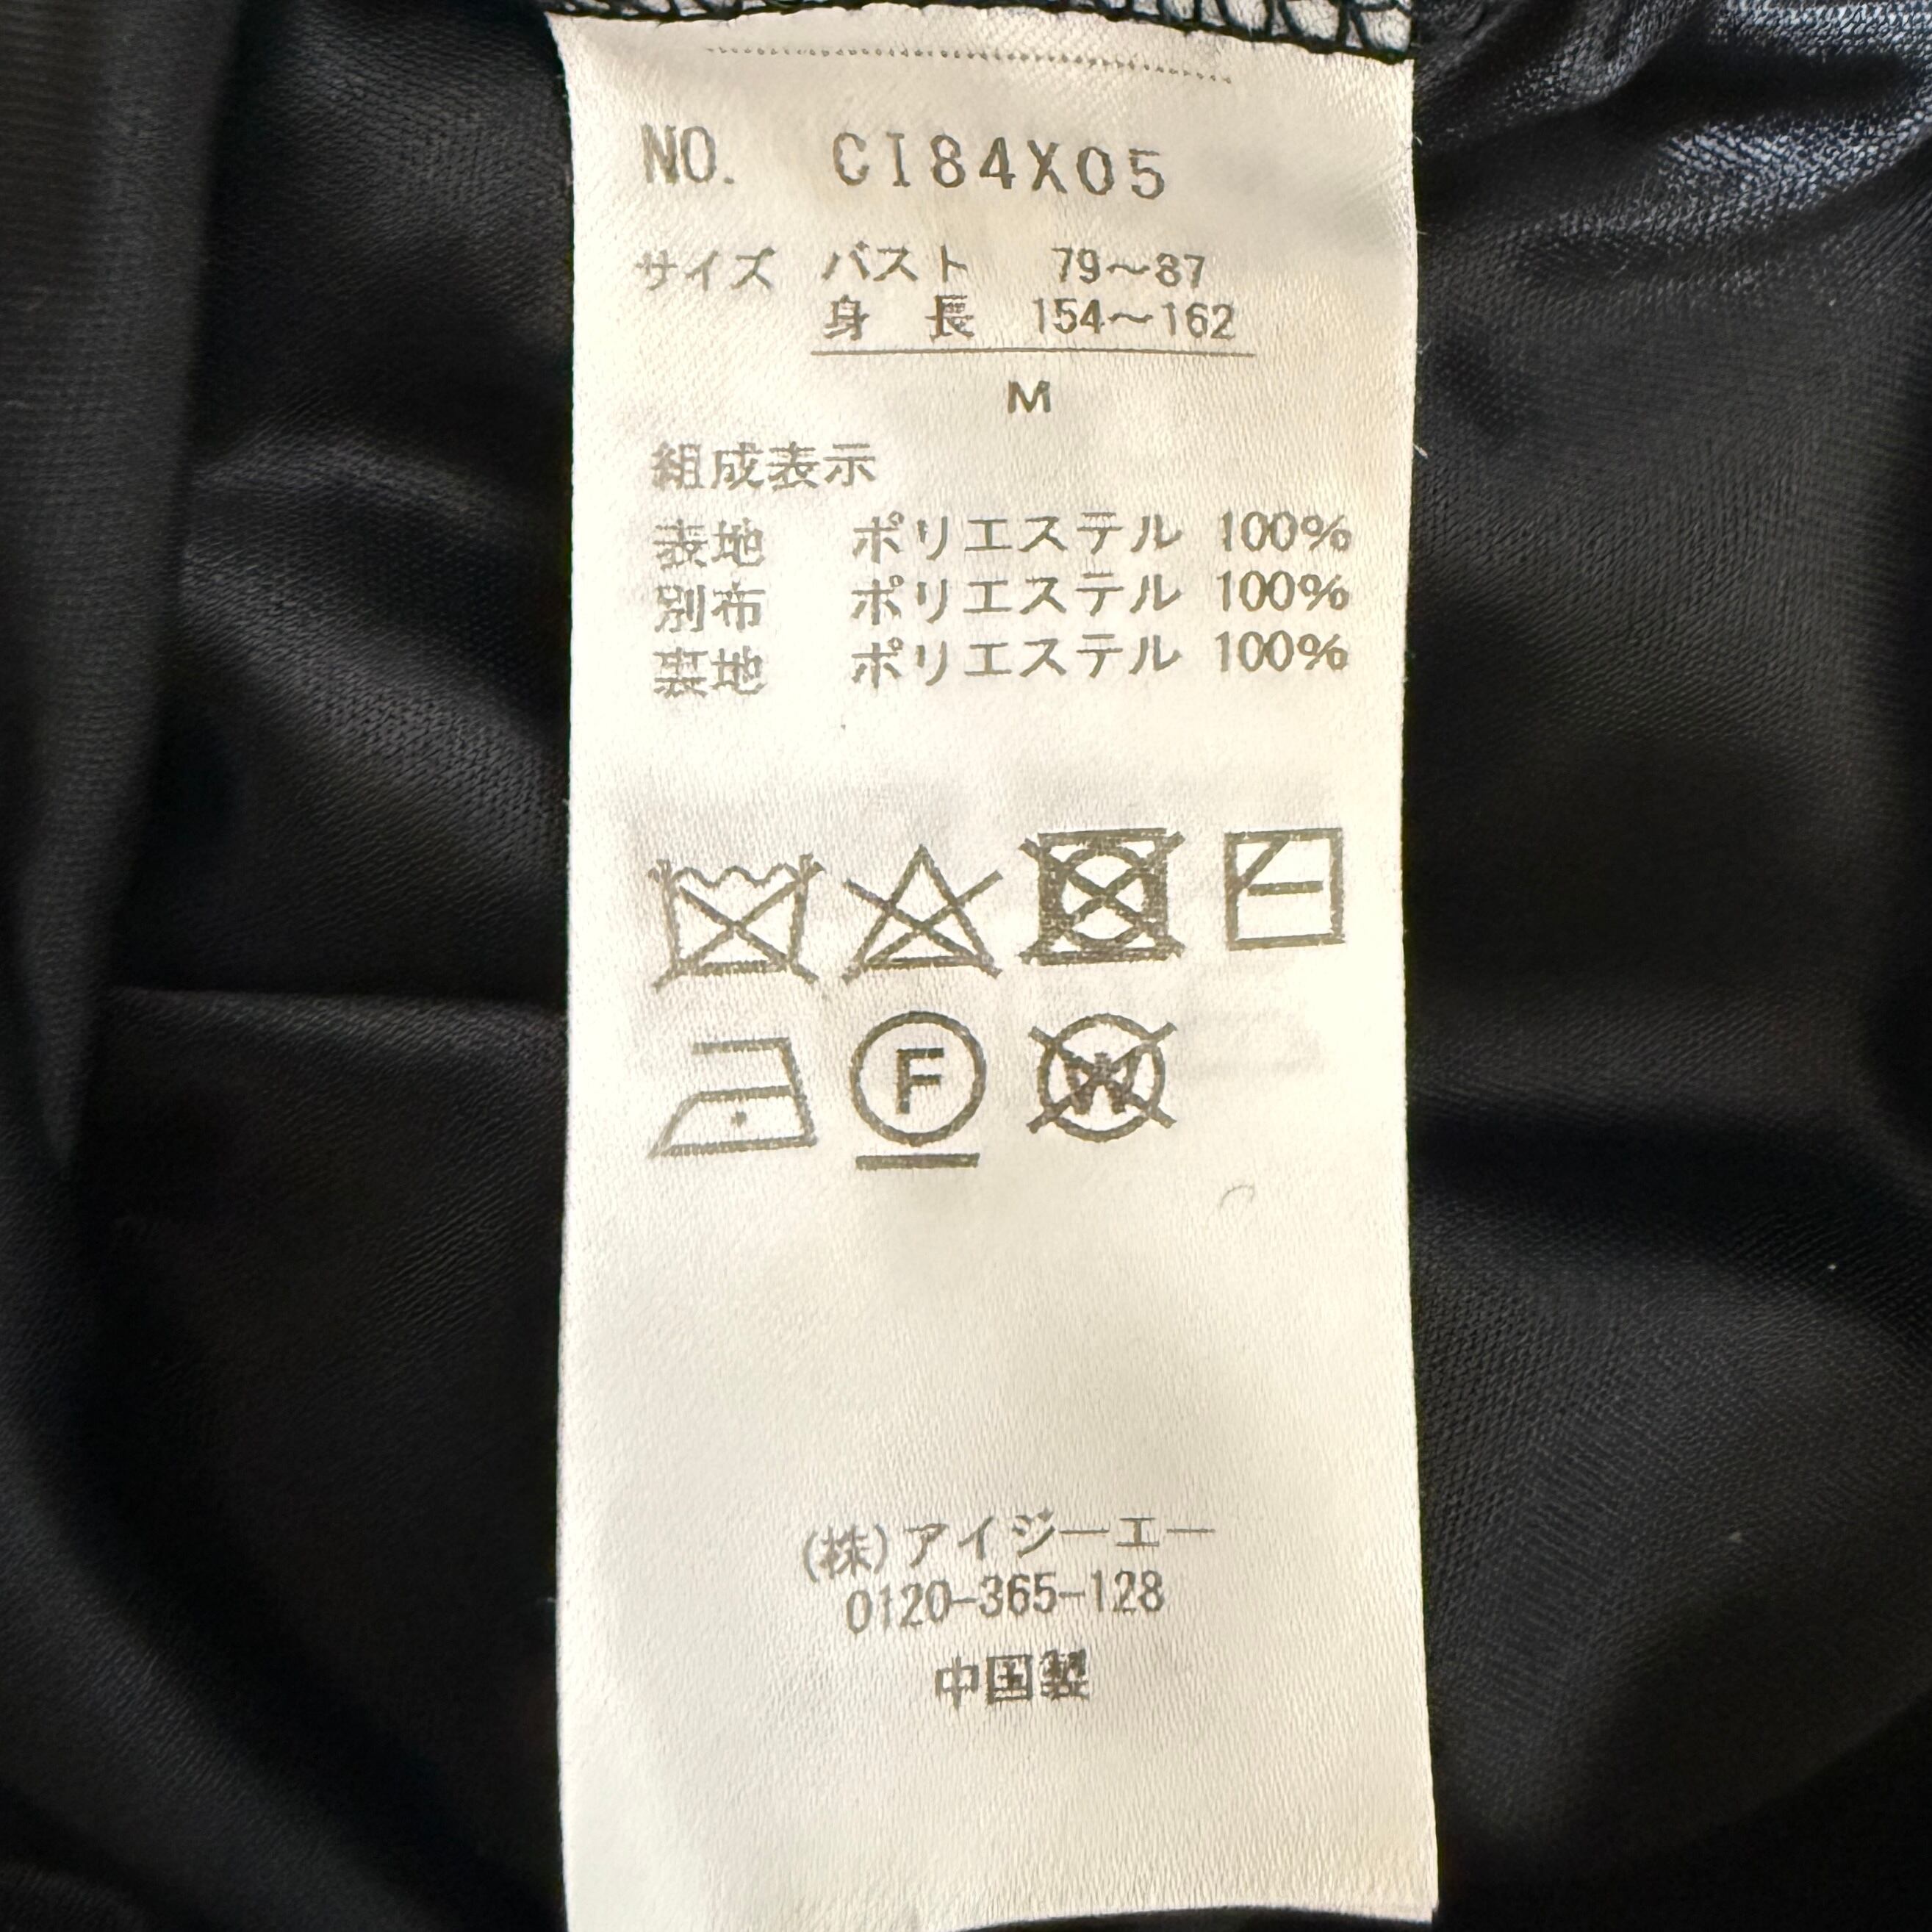 NO. CI84X05
サイズ バスト 79〜87
身長 154〜162
M
組成表示
表地 ポリエステル 100%
別布 ポリエステル 100%
裏地 ポリエステル 100%
F W
(株)アイジーエー
0120-365-128
中国製